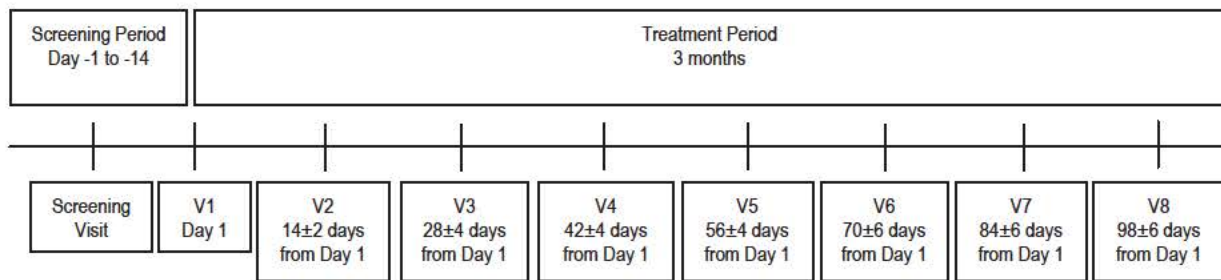 Screening Period
Day -1 to -14
Treatment Period
3 months
Screening
Visit
V1
Day 1
V2
14±2 days
from Day 1
V3
28±4 days
from Day 1
V4
42±4 days
from Day 1
V5
56±4 days
from Day 1
V6
70±6 days
from Day 1
V7
84±6 days
from Day 1
V8
98±6 days
from Day 1